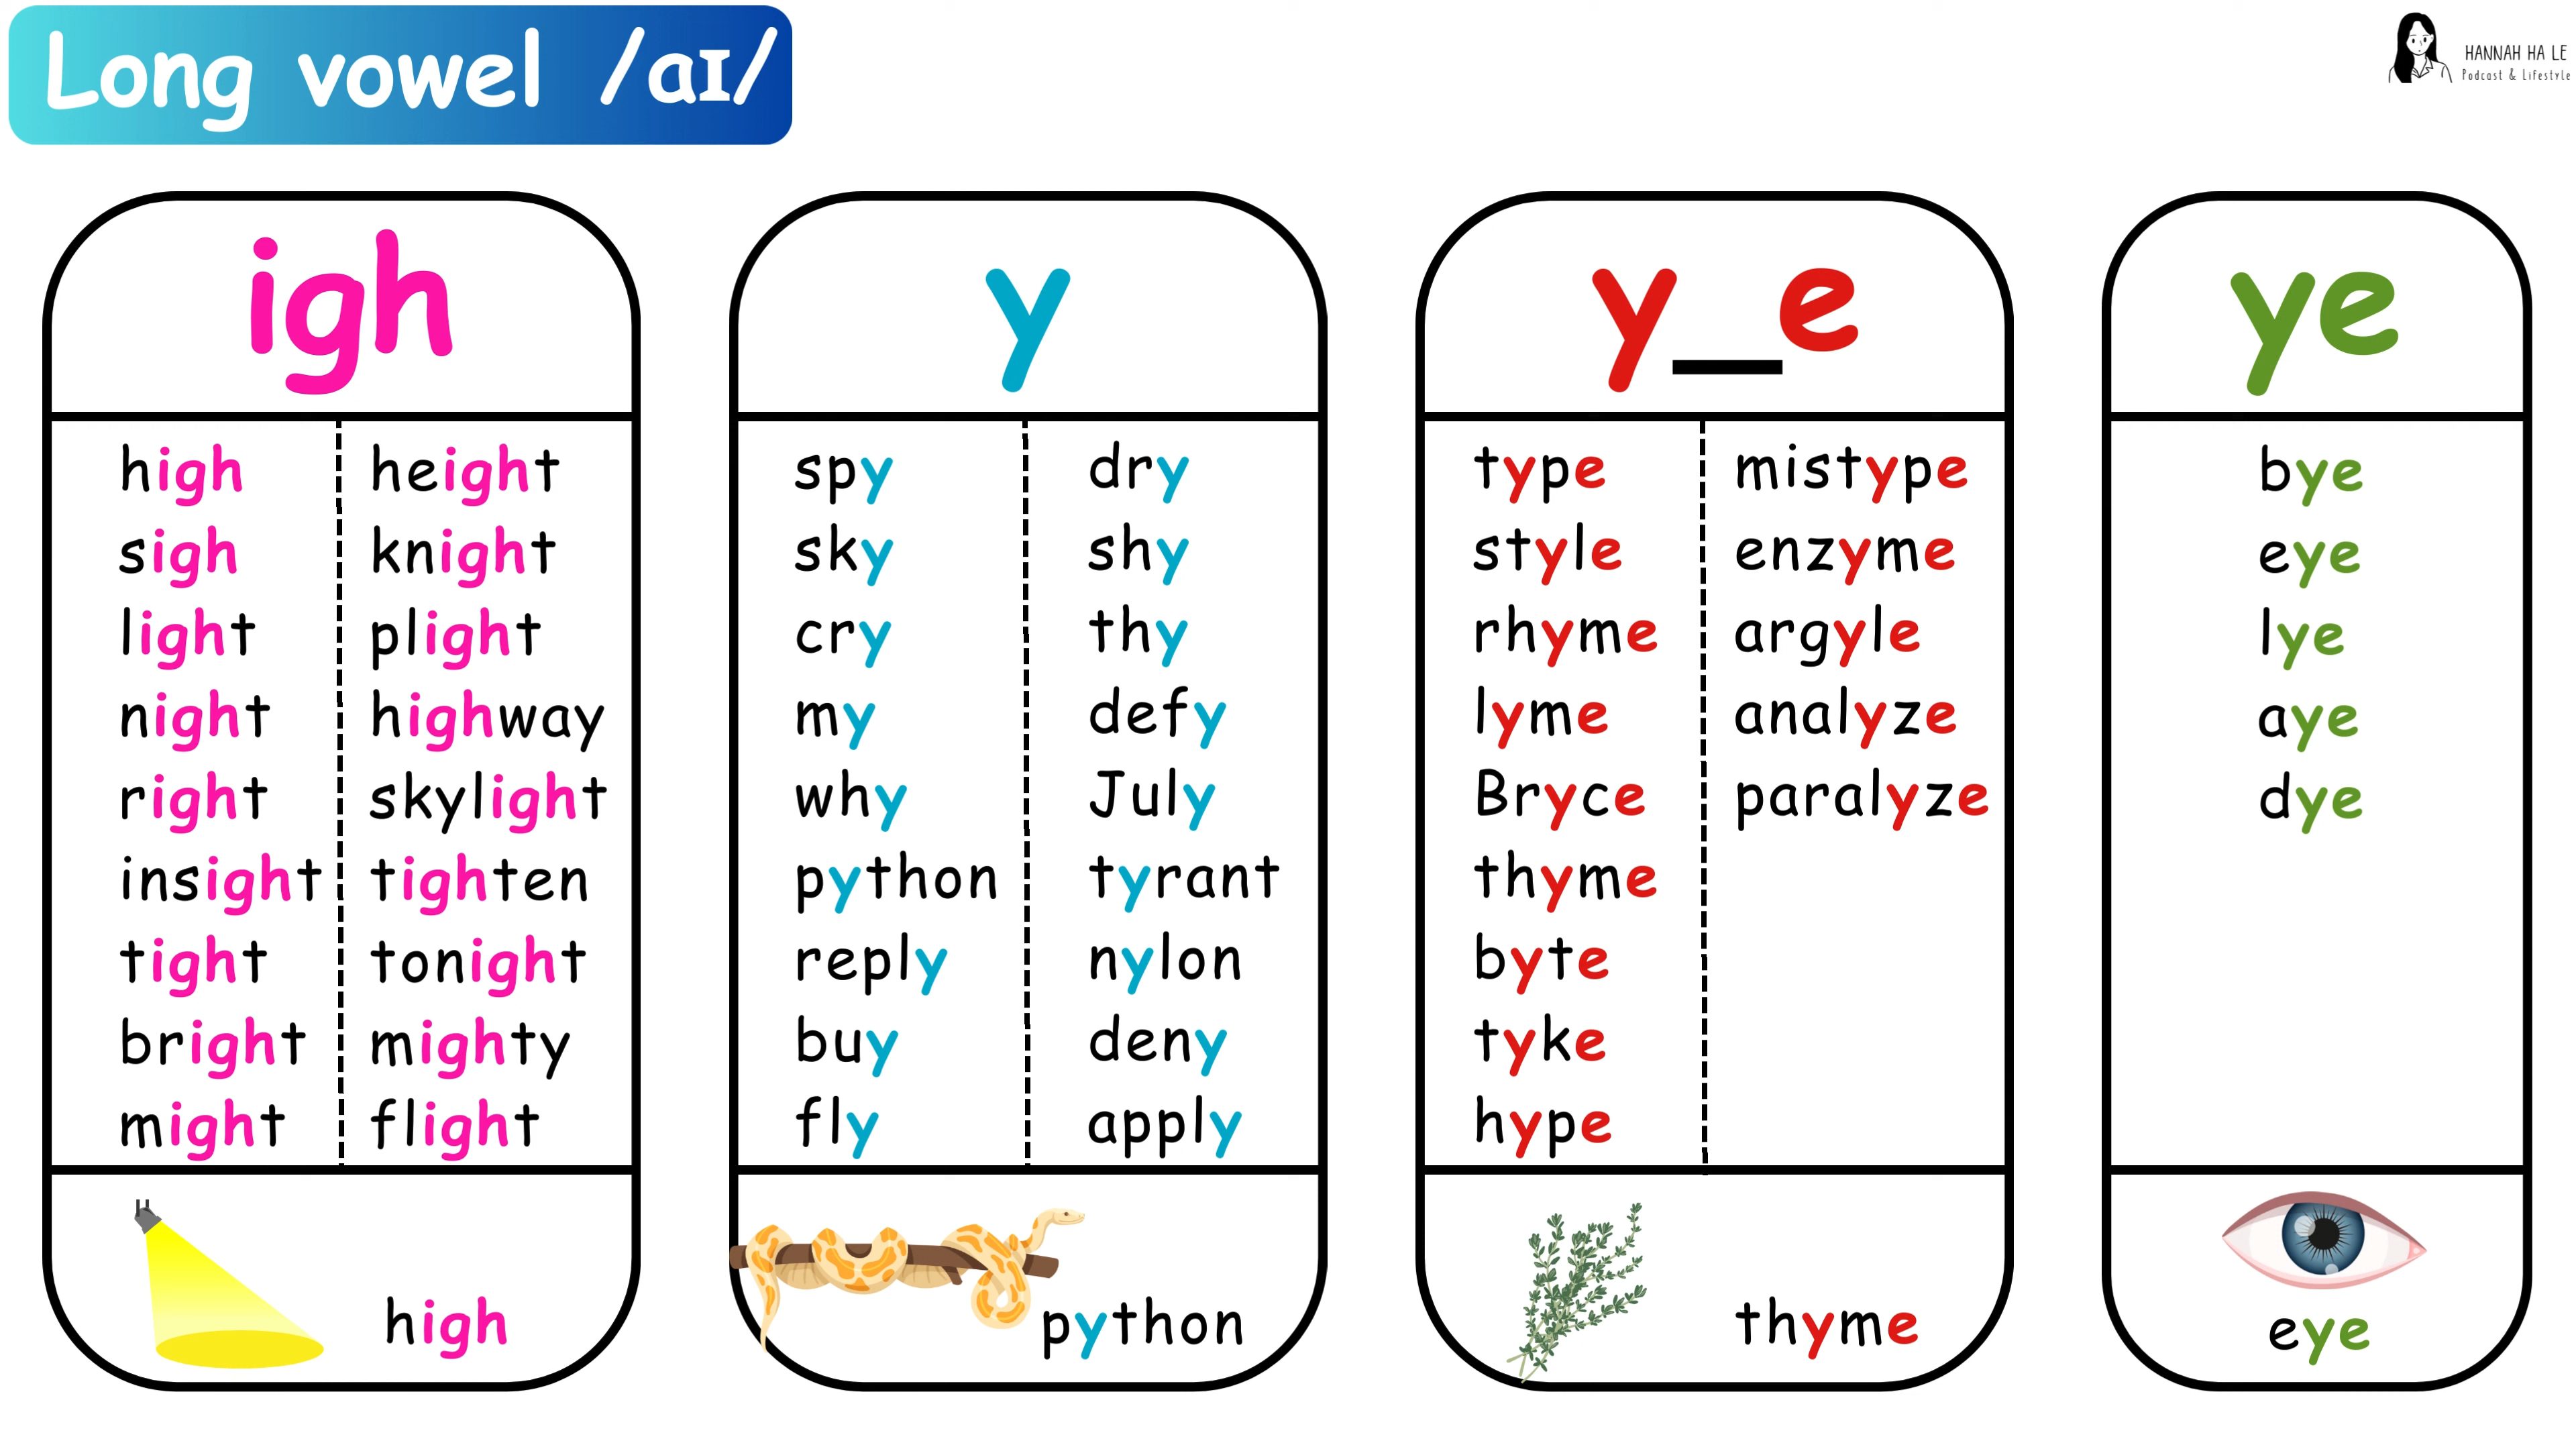 Long vowel /aɪ/
HANNAH HA LE
Podcast & Lifestyle
igh
high
sigh
light
night
right
insight
tight
bright
might
height
knight
plight
highway
skylight
tighten
tonight
mighty
flight
high
y
spy
sky
cry
my
why
python
reply
buy
fly
dry
shy
thy
defy
July
tyrant
nylon
deny
apply
python
y_e
type
style
rhyme
lyme
Bryce
thyme
byte
tyke
hype
mistype
enzyme
argyle
analyze
paralyze
thyme
ye
bye
eye
lye
aye
dye
eye